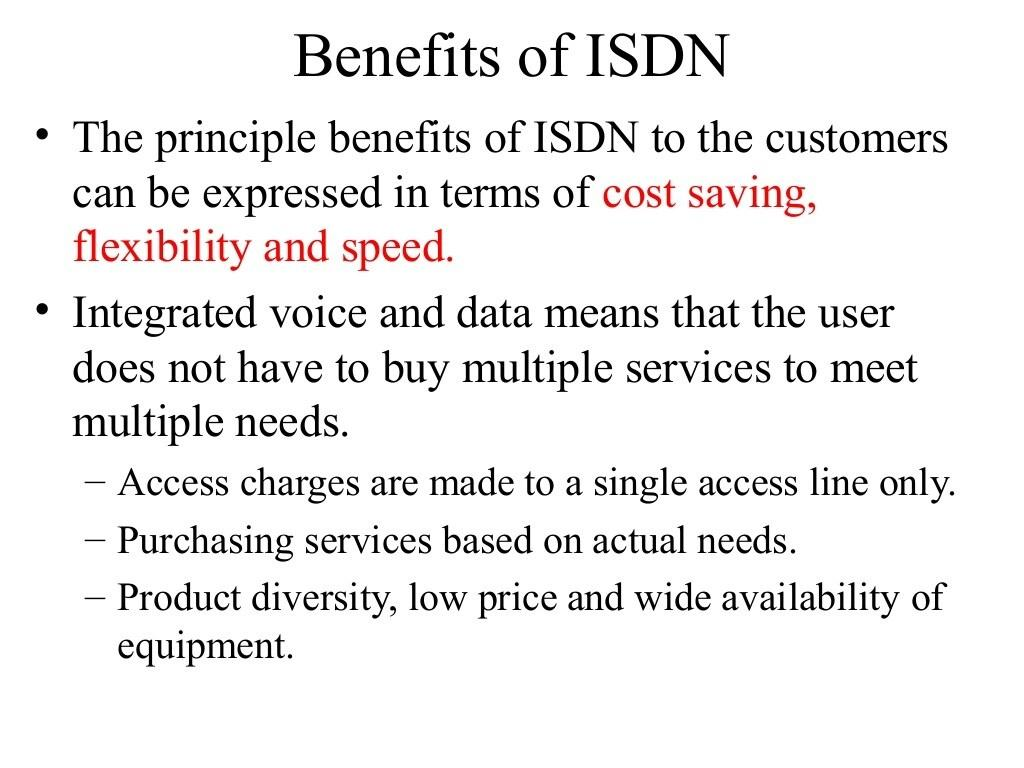 Benefits of ISDN
• The principle benefits of ISDN to the customers
can be expressed in terms of cost saving,
flexibility and speed.
• Integrated voice and data means that the user
does not have to buy multiple services to meet
multiple needs.
– Access charges are made to a single access line only.
– Purchasing services based on actual needs.
– Product diversity, low price and wide availability of
equipment.